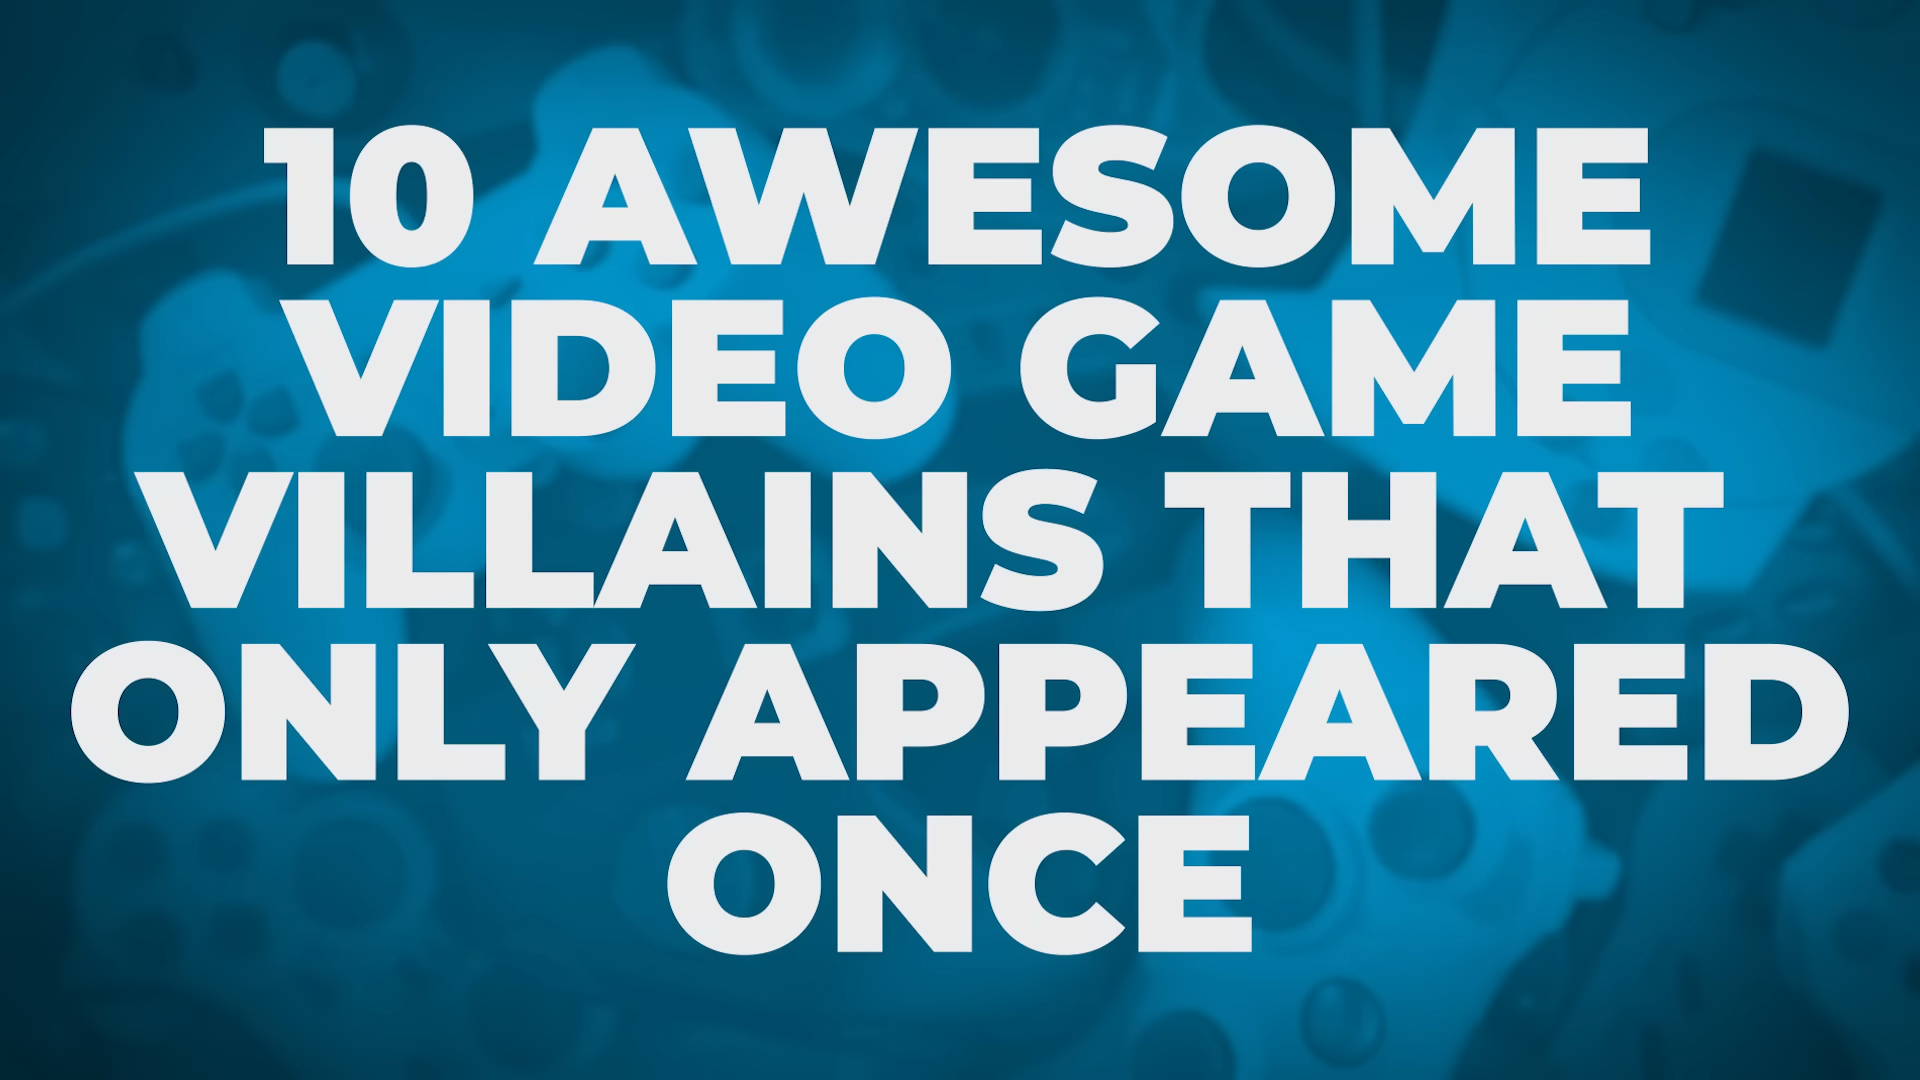 10 AWESOME
VIDEO GAME
VILLAINS THAT
ONLY APPEARED
ONCE